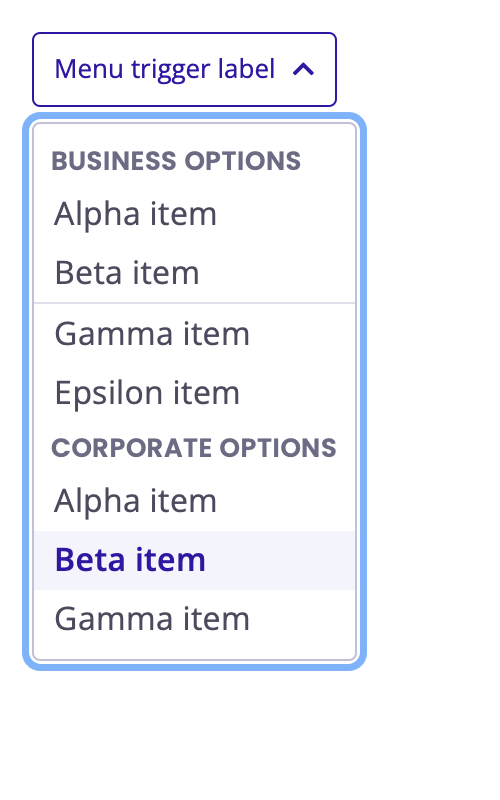 Menu trigger label
BUSINESS OPTIONS
Alpha item
Beta item
Gamma item
Epsilon item
CORPORATE OPTIONS
Alpha item
Beta item
Gamma item